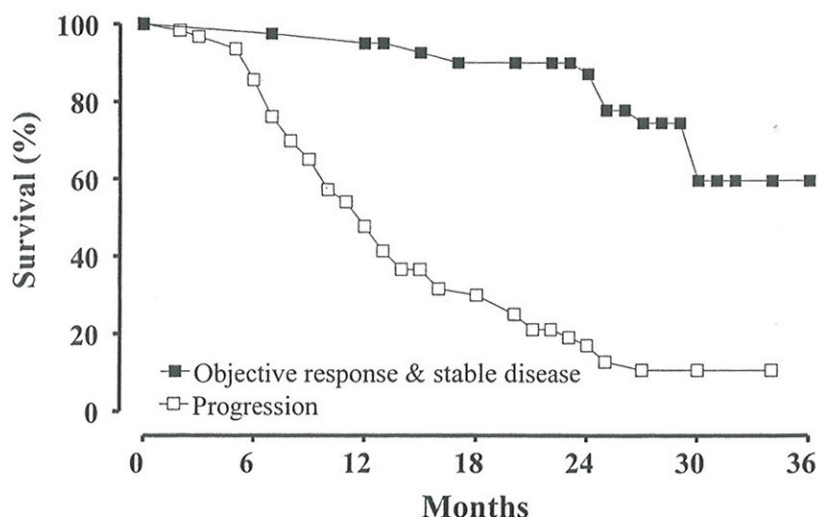 100
80
60
40
20
0
Survival (%)
Objective response & stable disease
Progression
0 6 12 18 24 30 36
Months